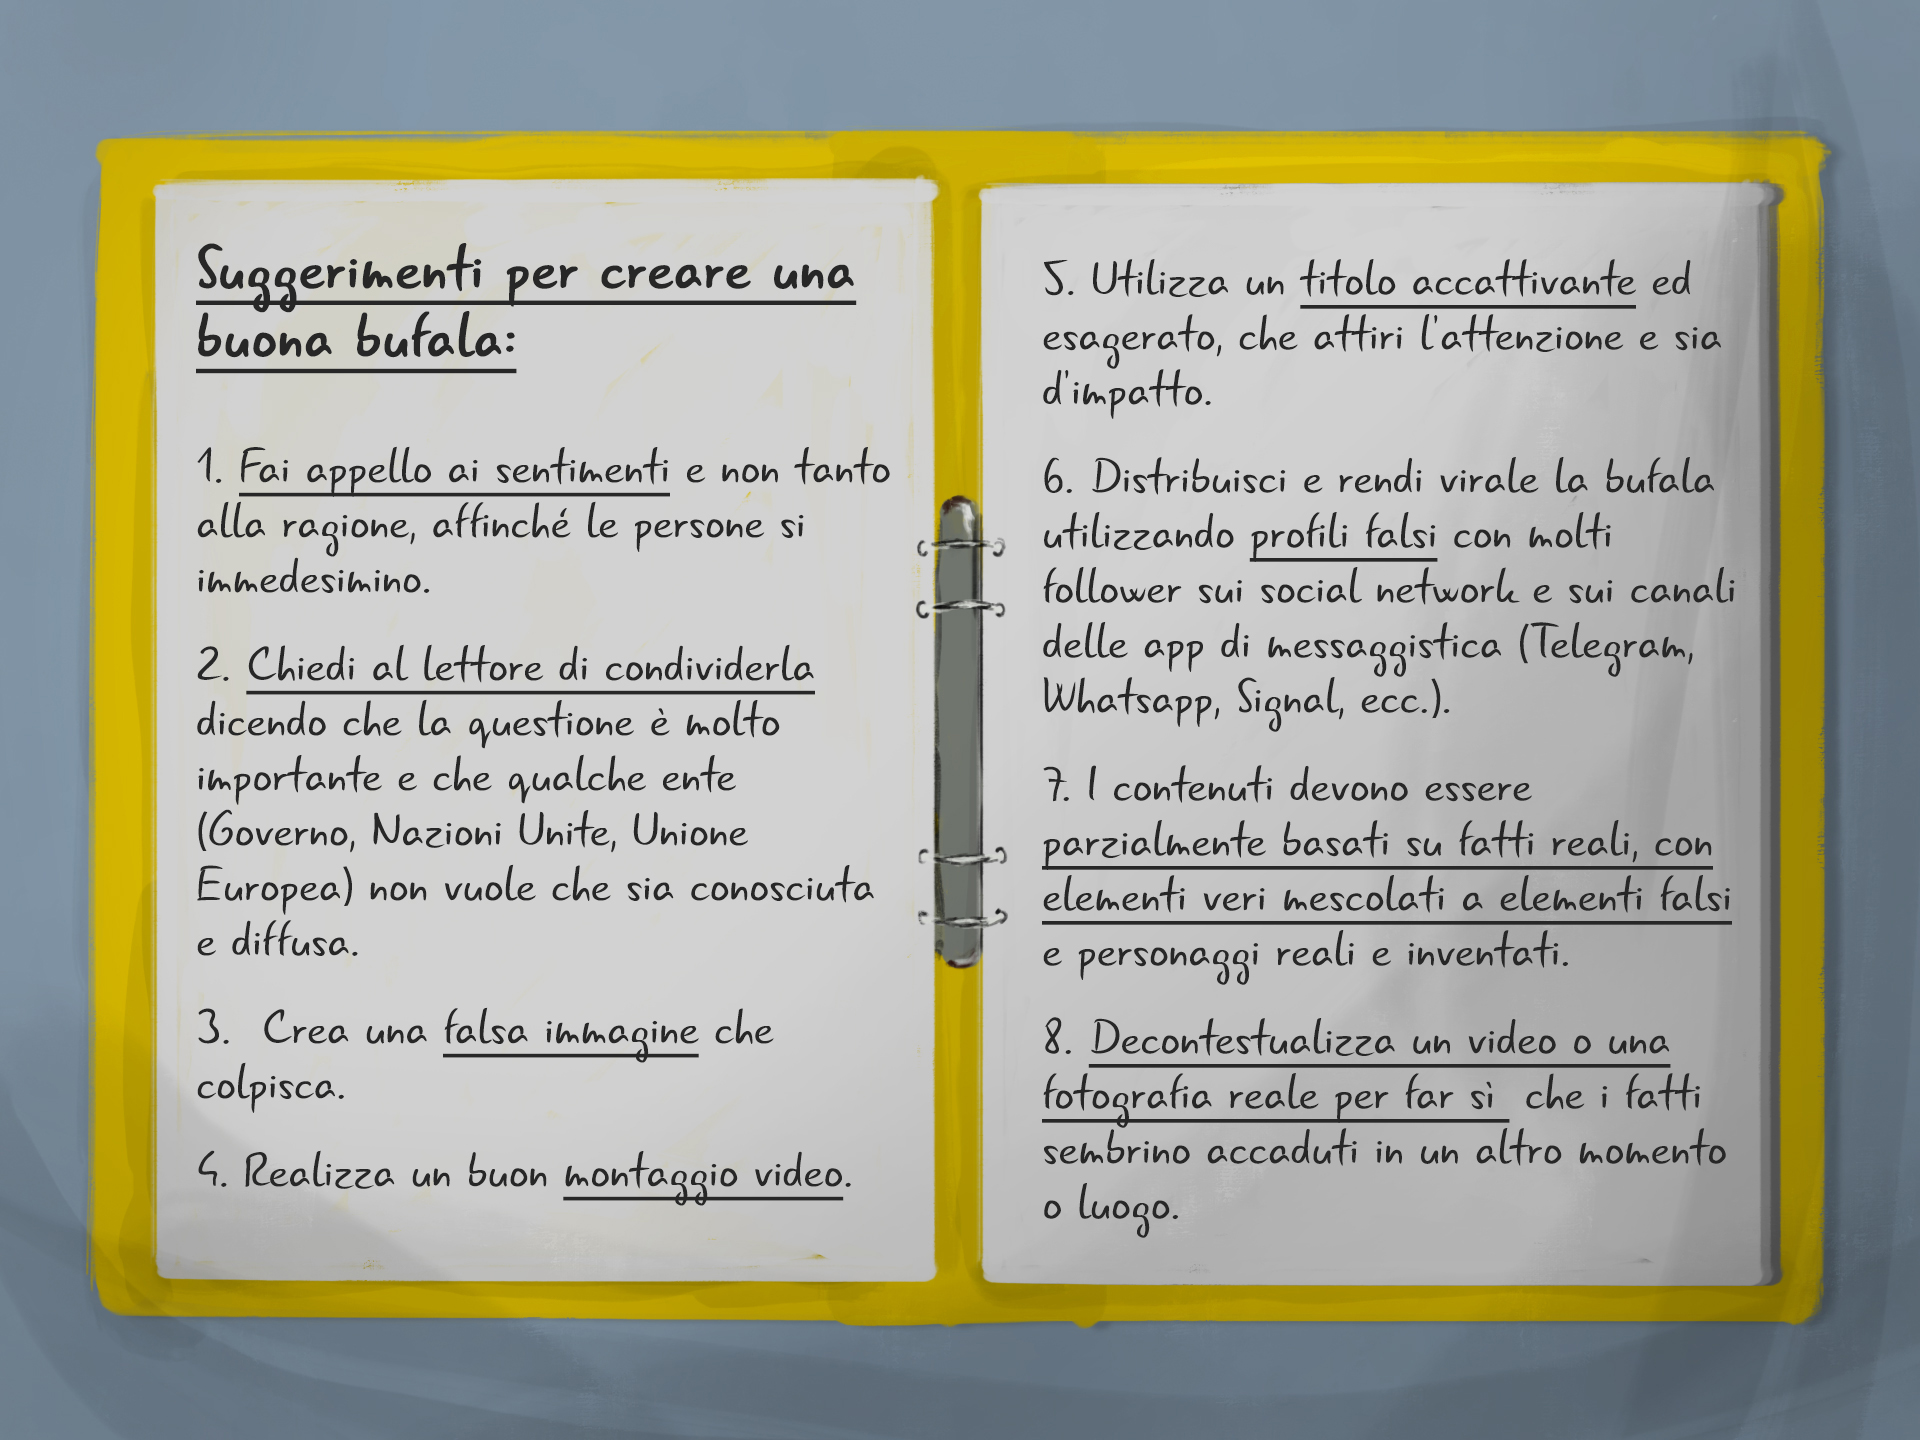 Suggerimenti per creare una
buona bufala:
1. Fai appello ai sentimenti e non tanto
alla ragione, affinché le persone si
immedesimino.
2. Chiedi al lettore di condividerla
dicendo che la questione è molto
importante e che qualche ente
(Governo, Nazioni Unite, Unione
Europea) non vuole che sia conosciuta
e diffusa.
3. Crea una falsa immagine che
colpisca.
4. Realizza un buon montaggio video.
5. Utilizza un titolo accattivante ed
esagerato, che attiri l'attenzione e sia
d'impatto.
6. Distribuisci e rendi virale la bufala
utilizzando profili falsi con molti
follower sui social network e sui canali
delle app di messaggistica (Telegram,
Whatsapp, Signal, ecc.).
7. I contenuti devono essere
parzialmente basati su fatti reali, con
elementi veri mescolati a elementi falsi
e personaggi reali e inventati.
8. Decontestualizza un video o una
fotografia reale per far sì che i fatti
sembrino accaduti in un altro momento
o luogo.